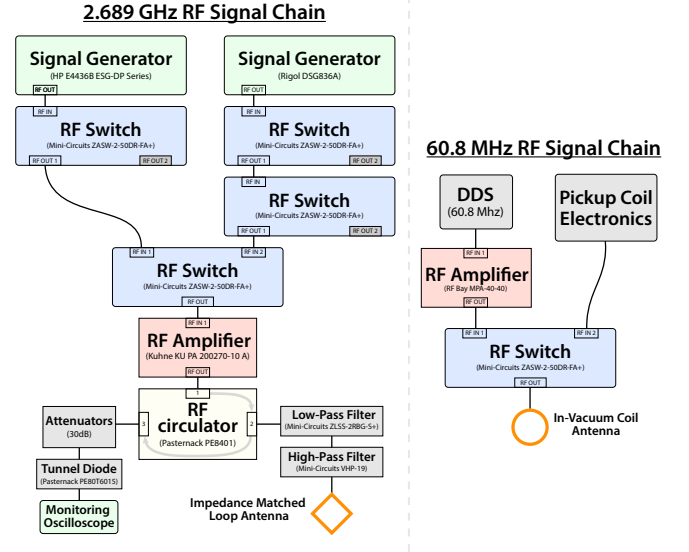 2.689 GHz RF Signal Chain
Signal Generator
(HP E4436B ESG-DP Series)
RF OUT
Signal Generator
(Rigol DSG836A)
RF OUT
RF IN
RF Switch
(Mini-Circuits ZASW-2-50DR-FA+)
RF OUT 1
RF OUT 2
RF IN
RF Switch
(Mini-Circuits ZASW-2-50DR-FA+)
RF OUT 1
RF OUT 2
RF IN
RF Switch
(Mini-Circuits ZASW-2-50DR-FA+)
RF OUT 1
RF OUT 2
RF IN 1
RF IN 2
RF Switch
(Mini-Circuits ZASW-2-50DR-FA+)
RF OUT
RF IN 1
RF Amplifier
(Kuhne KU PA 200270-10 A)
RF OUT
1
RF
circulator
(Pasternack PE8401)
3
2
Attenuators
(30dB)
Tunnel Diode
(Pasternack PE80T6015)
Monitoring
Oscilloscope
Low-Pass Filter
(Mini-Circuits ZLSS-2RBG-S+)
High-Pass Filter
(Mini-Circuits VHP-19)
Impedance Matched
Loop Antenna
60.8 MHz RF Signal Chain
DDS
(60.8 Mhz)
Pickup Coil
Electronics
RF IN 1
RF Amplifier
(RF Bay MPA-40-40)
RF OUT
RF IN 1
RF IN 2
RF Switch
(Mini-Circuits ZASW-2-50DR-FA+)
RF OUT
In-Vacuum Coil
Antenna